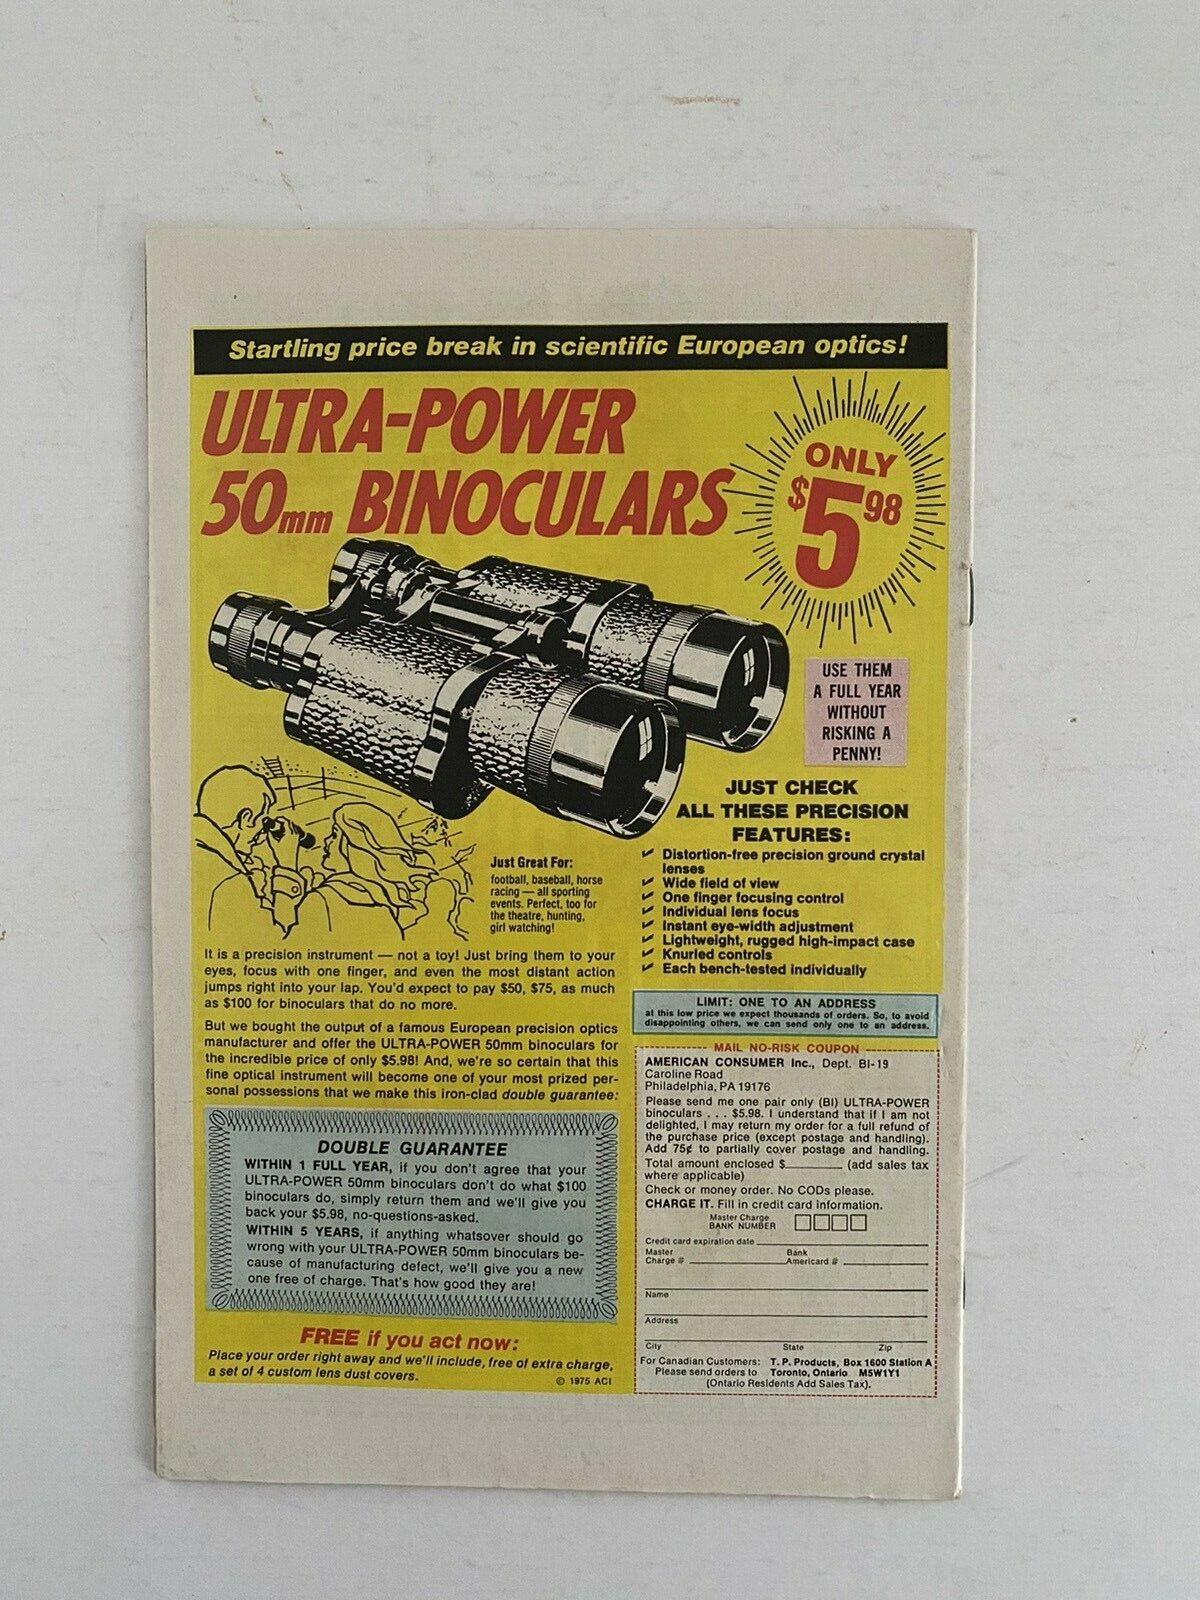 Startling price break in scientific European optics!
ULTRA-POWER
50mm BINOCULARS
ONLY
$5 98
USE THEM
A FULL YEAR
WITHOUT
RISKING A
PENNY!
JUST CHECK
ALL THESE PRECISION
FEATURES:
Distortion-free precision ground crystal
lenses
Wide field of view
One finger focusing control
Individual lens focus
Instant eye-width adjustment
Lightweight, rugged high-impact case
Knurled controls
Each bench-tested individually
Just Great For:
football, baseball, horse
racing — all sporting
events. Perfect, too for
the theatre, hunting,
girl watching!
It is a precision instrument — not a toy! Just bring them to your
eyes, focus with one finger, and even the most distant action
jumps right into your lap. You'd expect to pay $50, $75, as much
as $100 for binoculars that do no more.
But we bought the output of a famous European precision optics
manufacturer and offer the ULTRA-POWER 50mm binoculars for
the incredible price of only $5.98! And, we're so certain that this
fine optical instrument will become one of your most prized per-
sonal possessions that we make this iron-clad double guarantee:
DOUBLE GUARANTEE
WITHIN 1 FULL YEAR, if you don't agree that your
ULTRA-POWER 50mm binoculars don't do what $100
binoculars do, simply return them and we'll give you
back your $5.98, no-questions-asked.
WITHIN 5 YEARS, if anything whatsover should go
wrong with your ULTRA-POWER 50mm binoculars be-
cause of manufacturing defect, we'll give you a new
one free of charge. That's how good they are!
FREE if you act now:
Place your order right away and we'll include, free of extra charge,
a set of 4 custom lens dust covers.
© 1975 ACI
LIMIT: ONE TO AN ADDRESS
at this low price we expect thousands of orders. So, to avoid
disappointing others, we can send only one to an address.
MAIL NO-RISK COUPON
AMERICAN CONSUMER Inc., Dept. BI-19
Caroline Road
Philadelphia, PA 19176
Please send me one pair only (BI) ULTRA-POWER
binoculars . . . $5.98. I understand that if I am not
delighted, I may return my order for a full refund of
the purchase price (except postage and handling).
Add 75¢ to partially cover postage and handling.
Total amount enclosed $________ (add sales tax
where applicable)
Check or money order. No CODs please.
CHARGE IT. Fill in credit card information.
Master Charge
BANK NUMBER
Credit card expiration date
Master Bank
Charge # Americard #
Name
Address
City State Zip
For Canadian Customers: T. P. Products, Box 1600 Station A
Please send orders to Toronto, Ontario M5W1Y1
(Ontario Residents Add Sales Tax).